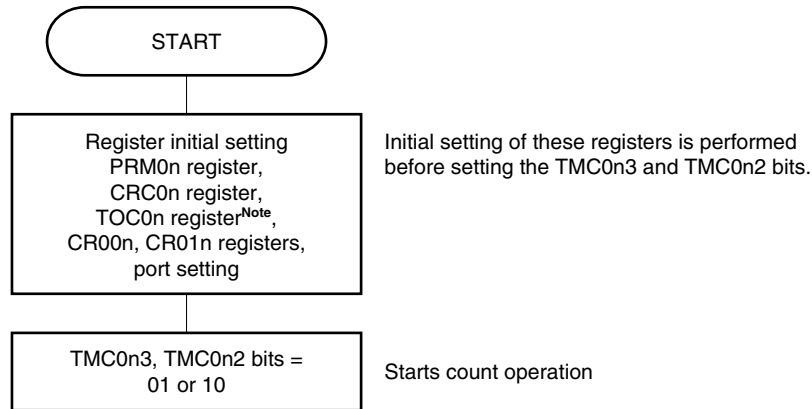 START
Register initial setting
PRM0n register,
CRC0n register,
TOC0n registerNote,
CR00n, CR01n registers,
port setting
Initial setting of these registers is performed
before setting the TMC0n3 and TMC0n2 bits.
TMC0n3, TMC0n2 bits =
01 or 10
Starts count operation